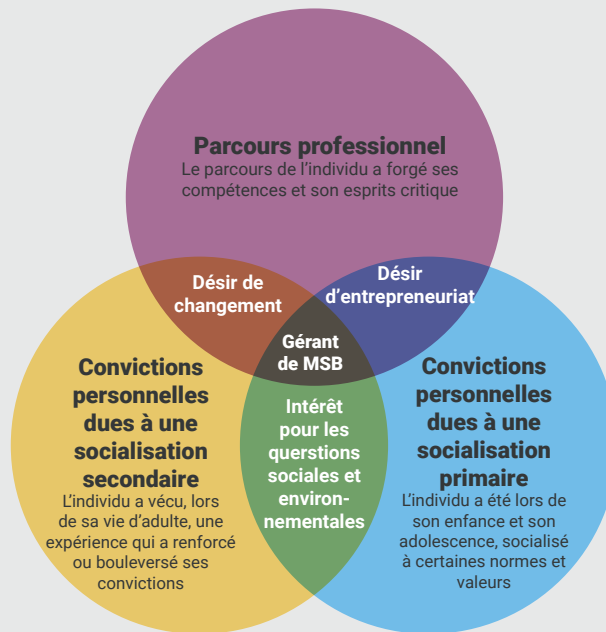 Parcours professionnel
Le parcours de l'individu a forgé ses
compétences et son esprits critique
Désir de
changement
Désir
d'entrepreuriat
Gérant
de MSB
Convictions
personnelles
dues à une
socialisation
secondaire
L'individu a vécu, lors
de sa vie d'adulte, une
expérience qui a renforcé
ou bouleversé ses
convictions
Intérêt
pour les
querstions
sociales et
environ-
nementales
Convictions
personnelles
dues à une
socialisation
primaire
L'individu a été lors de
son enfance et son
adolescence, socialisé
à certaines normes et
valeurs